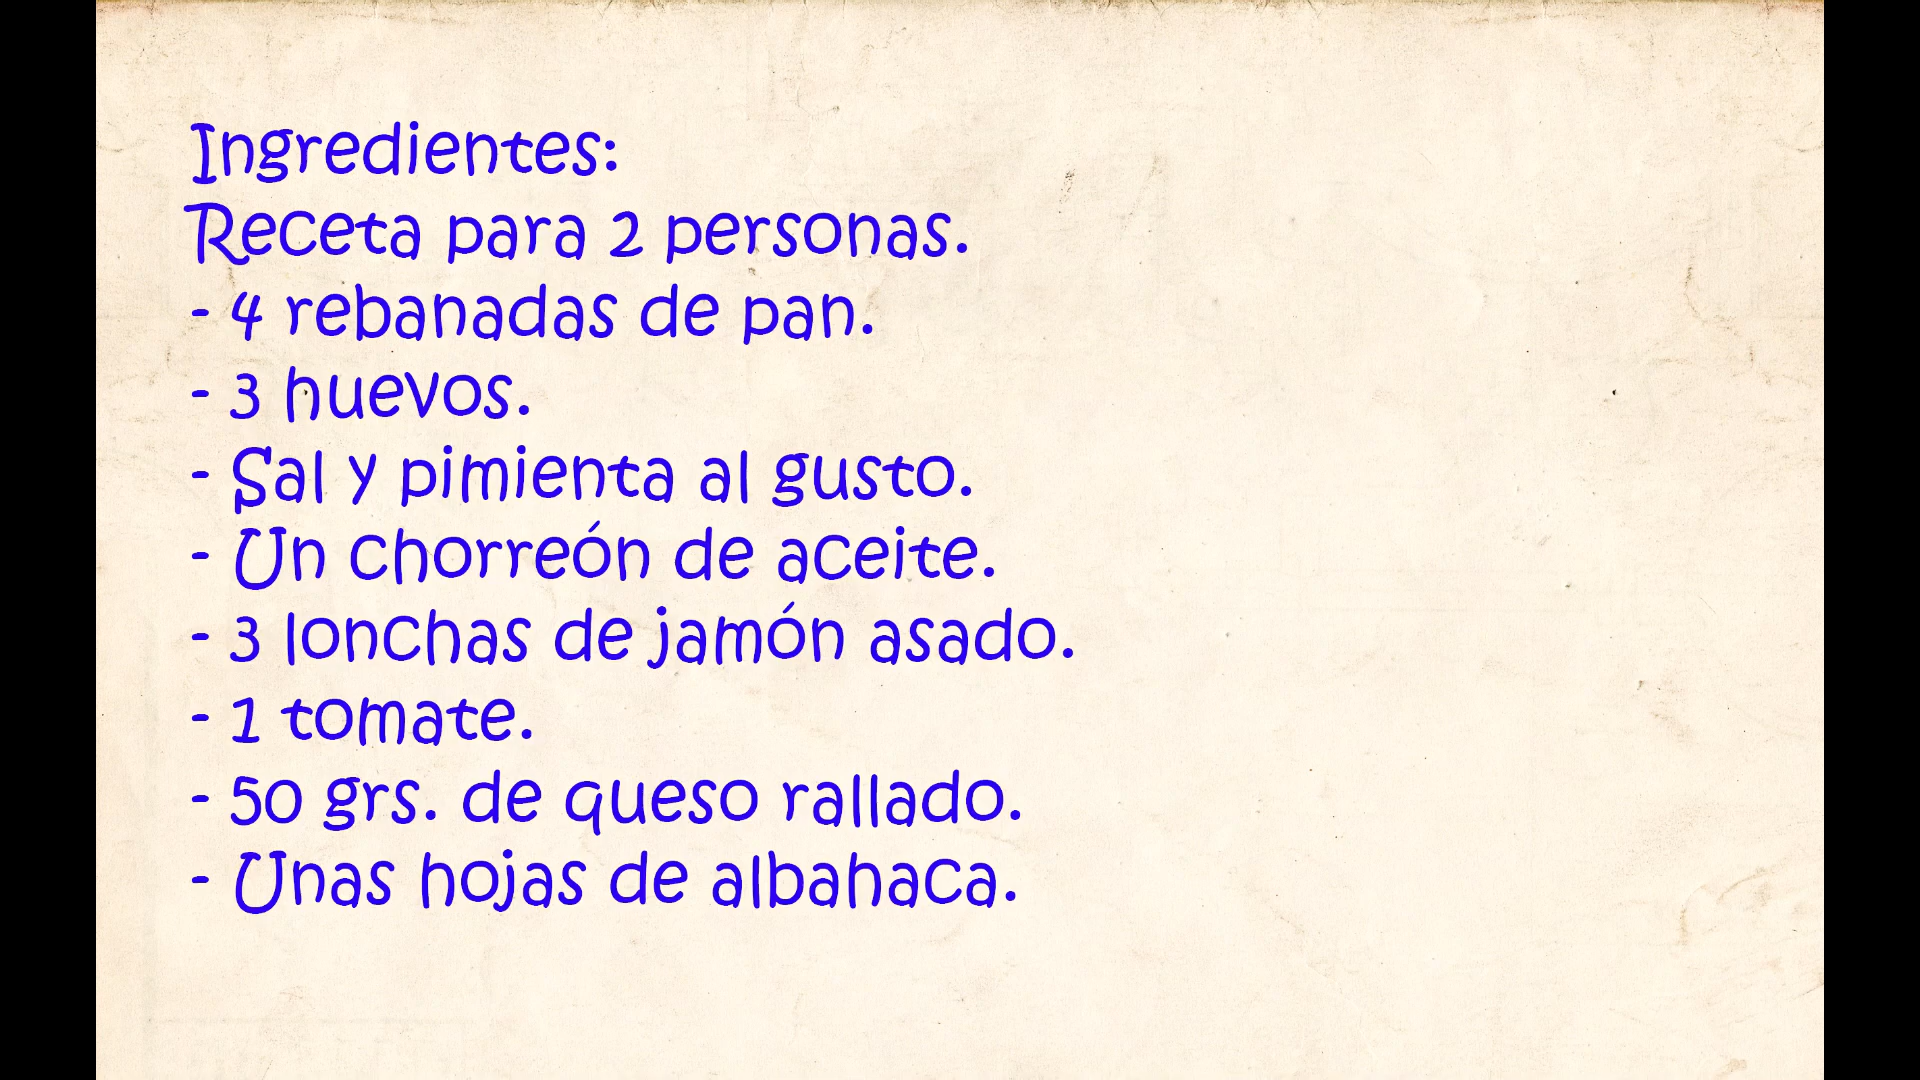 Ingredientes:
Receta para 2 personas.
- 4 rebanadas de pan.
- 3 huevos.
- Sal y pimienta al gusto.
- Un chorreón de aceite.
- 3 lonchas de jamón asado.
- 1 tomate.
- 50 grs. de queso rallado.
- Unas hojas de albahaca.